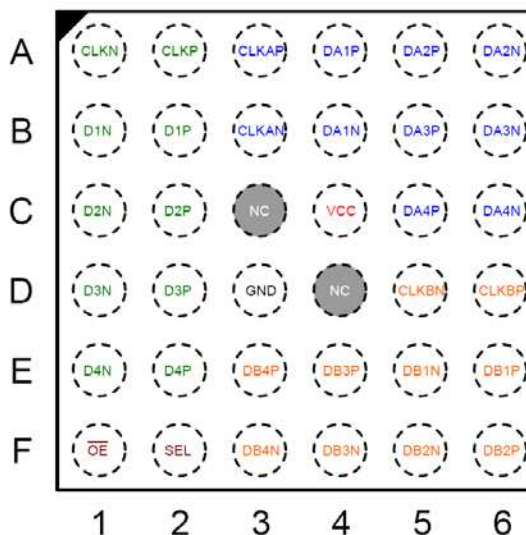 A CLKN CLKP CLKAP DA1P DA2P DA2N
B D1N D1P CLKAN DA1N DA3P DA3N
C D2N D2P NC VCC DA4P DA4N
D D3N D3P GND NC CLKBN CLKBP
E D4N D4P DB4P DB3P DB1N DB1P
F O̅E̅ SEL DB4N DB3N DB2N DB2P
1 2 3 4 5 6